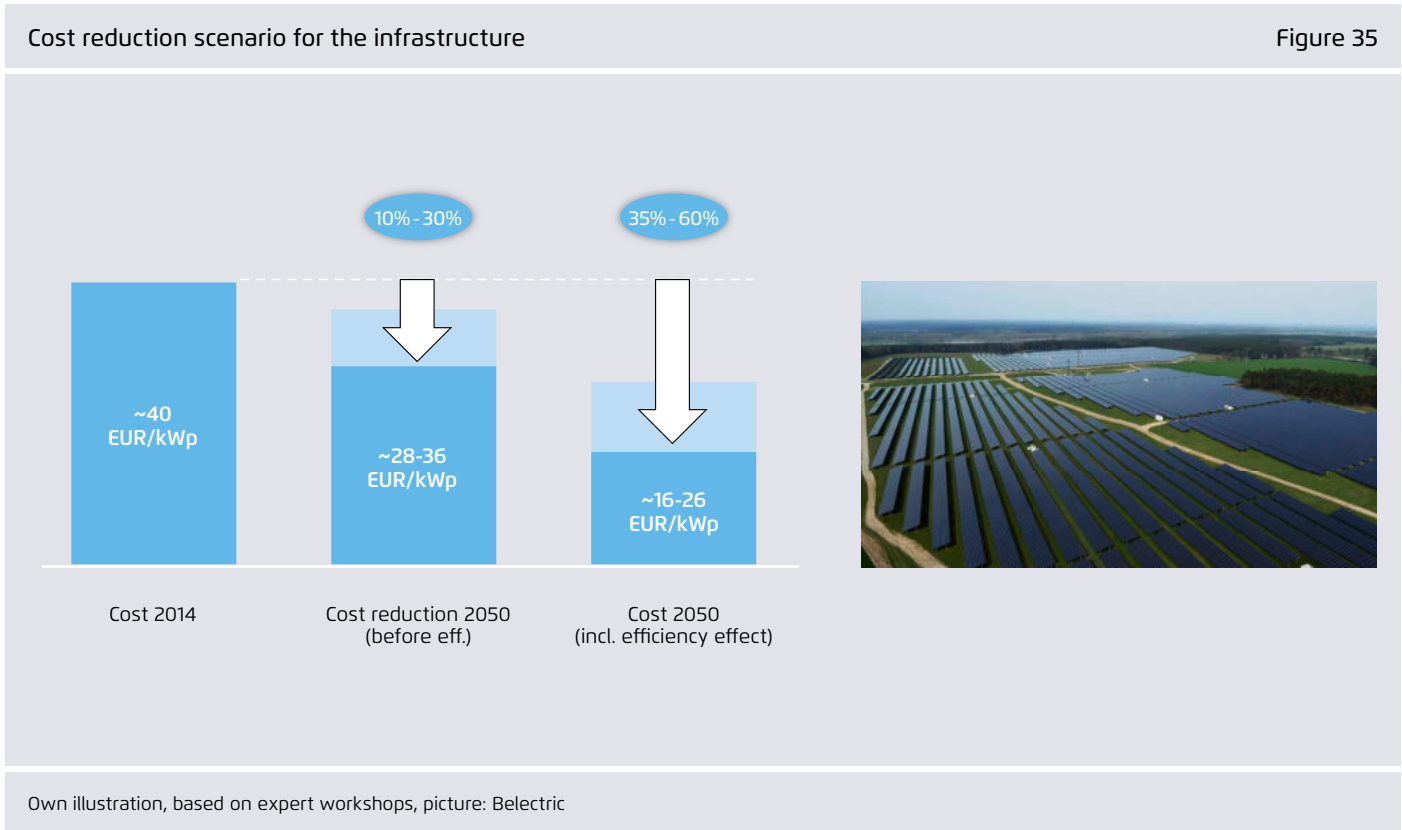 Cost reduction scenario for the infrastructure
Figure 35
10%-30%
35%-60%
~40
EUR/kWp
~28-36
EUR/kWp
~16-26
EUR/kWp
Cost 2014
Cost reduction 2050
(before eff.)
Cost 2050
(incl. efficiency effect)
Own illustration, based on expert workshops, picture: Belectric